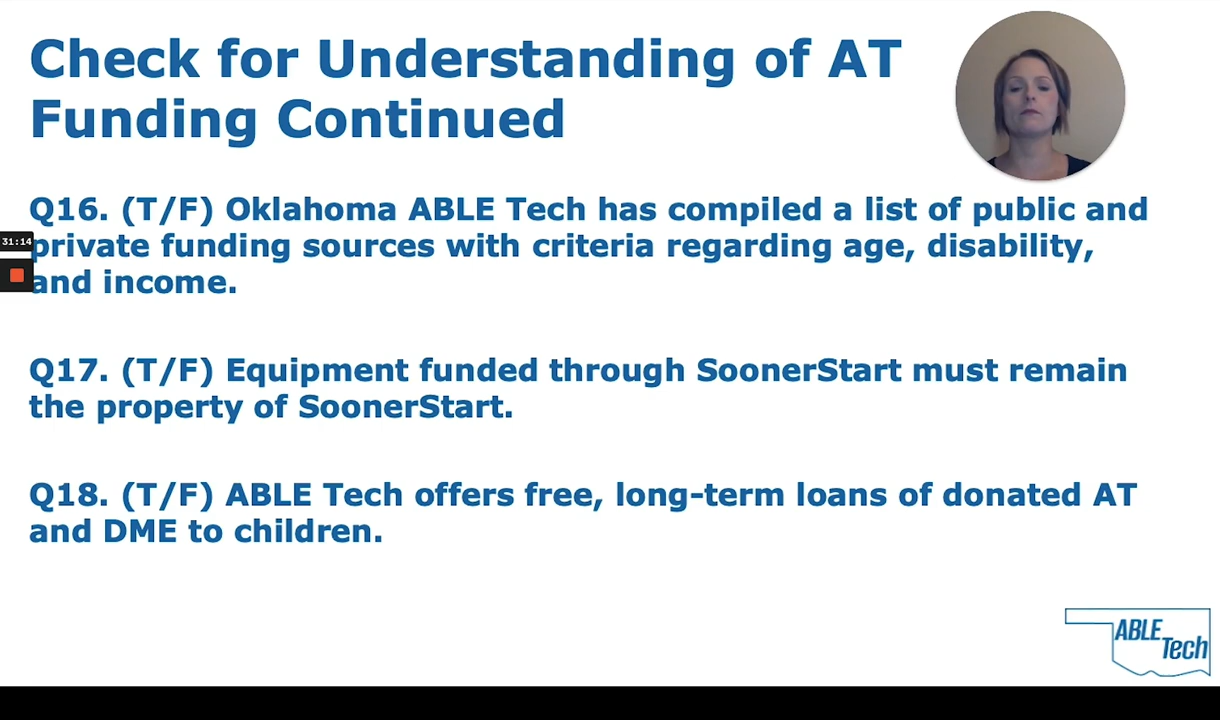 Check for Understanding of AT
Funding Continued
Q16. (T/F) Oklahoma ABLE Tech has compiled a list of public and
private funding sources with criteria regarding age, disability,
and income.
31:14
Q17. (T/F) Equipment funded through SoonerStart must remain
the property of SoonerStart.
Q18. (T/F) ABLE Tech offers free, long-term loans of donated AT
and DME to children.
ABLE
Tech